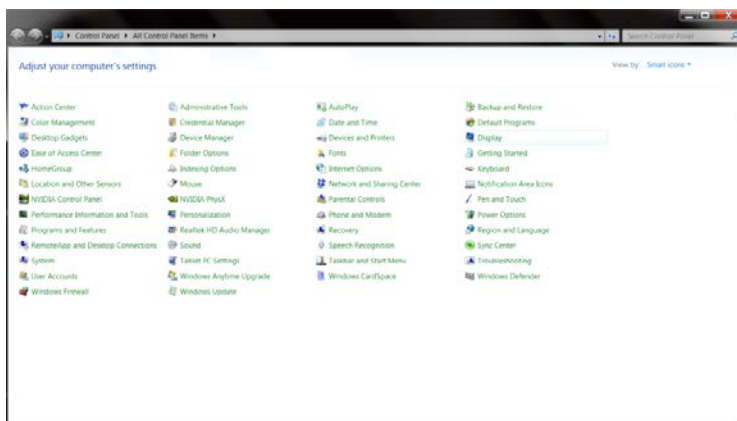 Control Panel All Control Panel Items Search Control Panel
Adjust your computer's settings
View by: Small icons
Action Center Administrative Tools AutoPlay Backup and Restore
Color Management Credential Manager Date and Time Default Programs
Desktop Gadgets Device Manager Devices and Printers Display
Ease of Access Center Folder Options Fonts Getting Started
HomeGroup Indexing Options Internet Options Keyboard
Location and Other Sensors Mouse Network and Sharing Center Notification Area Icons
NVIDIA Control Panel NVIDIA PhysX Parental Controls Pen and Touch
Performance Information and Tools Personalization Phone and Modem Power Options
Programs and Features Realtek HD Audio Manager Recovery Region and Language
RemoteApp and Desktop Connections Sound Speech Recognition Sync Center
System Tablet PC Settings Taskbar and Start Menu Troubleshooting
User Accounts Windows Anytime Upgrade Windows CardSpace Windows Defender
Windows Firewall Windows Update